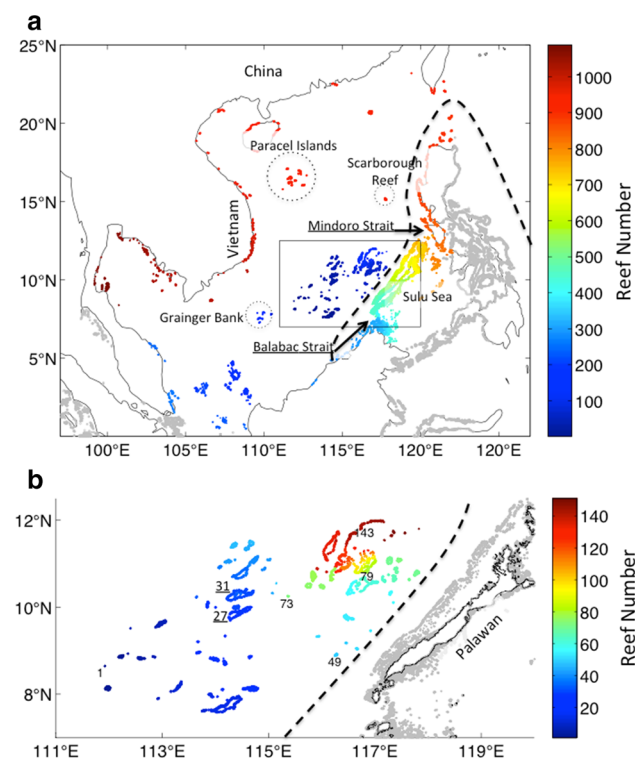 a
25°N
20°N
15°N
10°N
5°N
China
Paracel Islands
Scarborough
Reef
Vietnam
Mindoro Strait
Sulu Sea
Grainger Bank
Balabac Strait
100°E
105°E
110°E
115°E
120°E
122°E
1000
900
800
700
600
500
400
300
200
100
Reef Number
b
12°N
10°N
8°N
143
79
31
27
73
49
1
Palawan
111°E
113°E
115°E
117°E
119°E
140
120
100
80
60
40
20
Reef Number